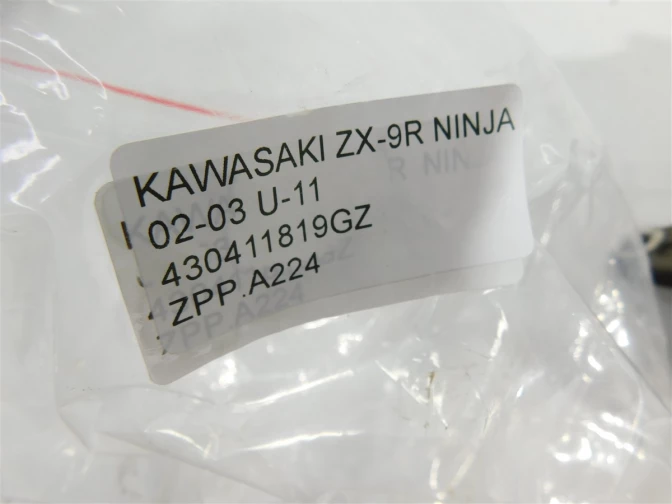 KAWASAKI ZX-9R NINJA
02-03 U-11
430411819GZ
ZPP.A224